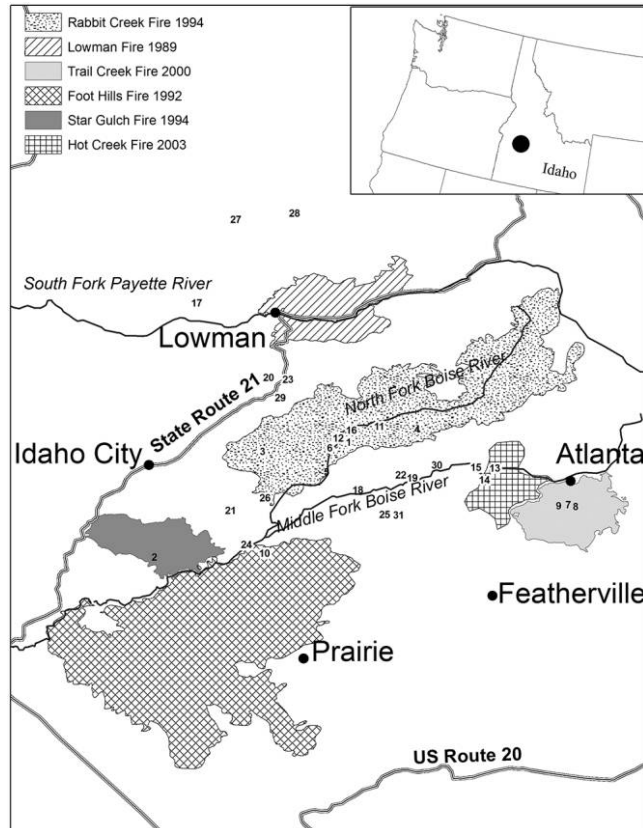 Rabbit Creek Fire 1994
Lowman Fire 1989
Trail Creek Fire 2000
Foot Hills Fire 1992
Star Gulch Fire 1994
Hot Creek Fire 2003
Idaho
27
28
South Fork Payette River
17
Lowman
State Route 21
20
23
29
North Fork Boise River
16
11
4
12
1
6
3
5
Idaho City
Atlanta
30
15
13
22
19
14
18
26
Middle Fork Boise River
21
25
31
9
7
8
24
10
2
Featherville
Prairie
US Route 20